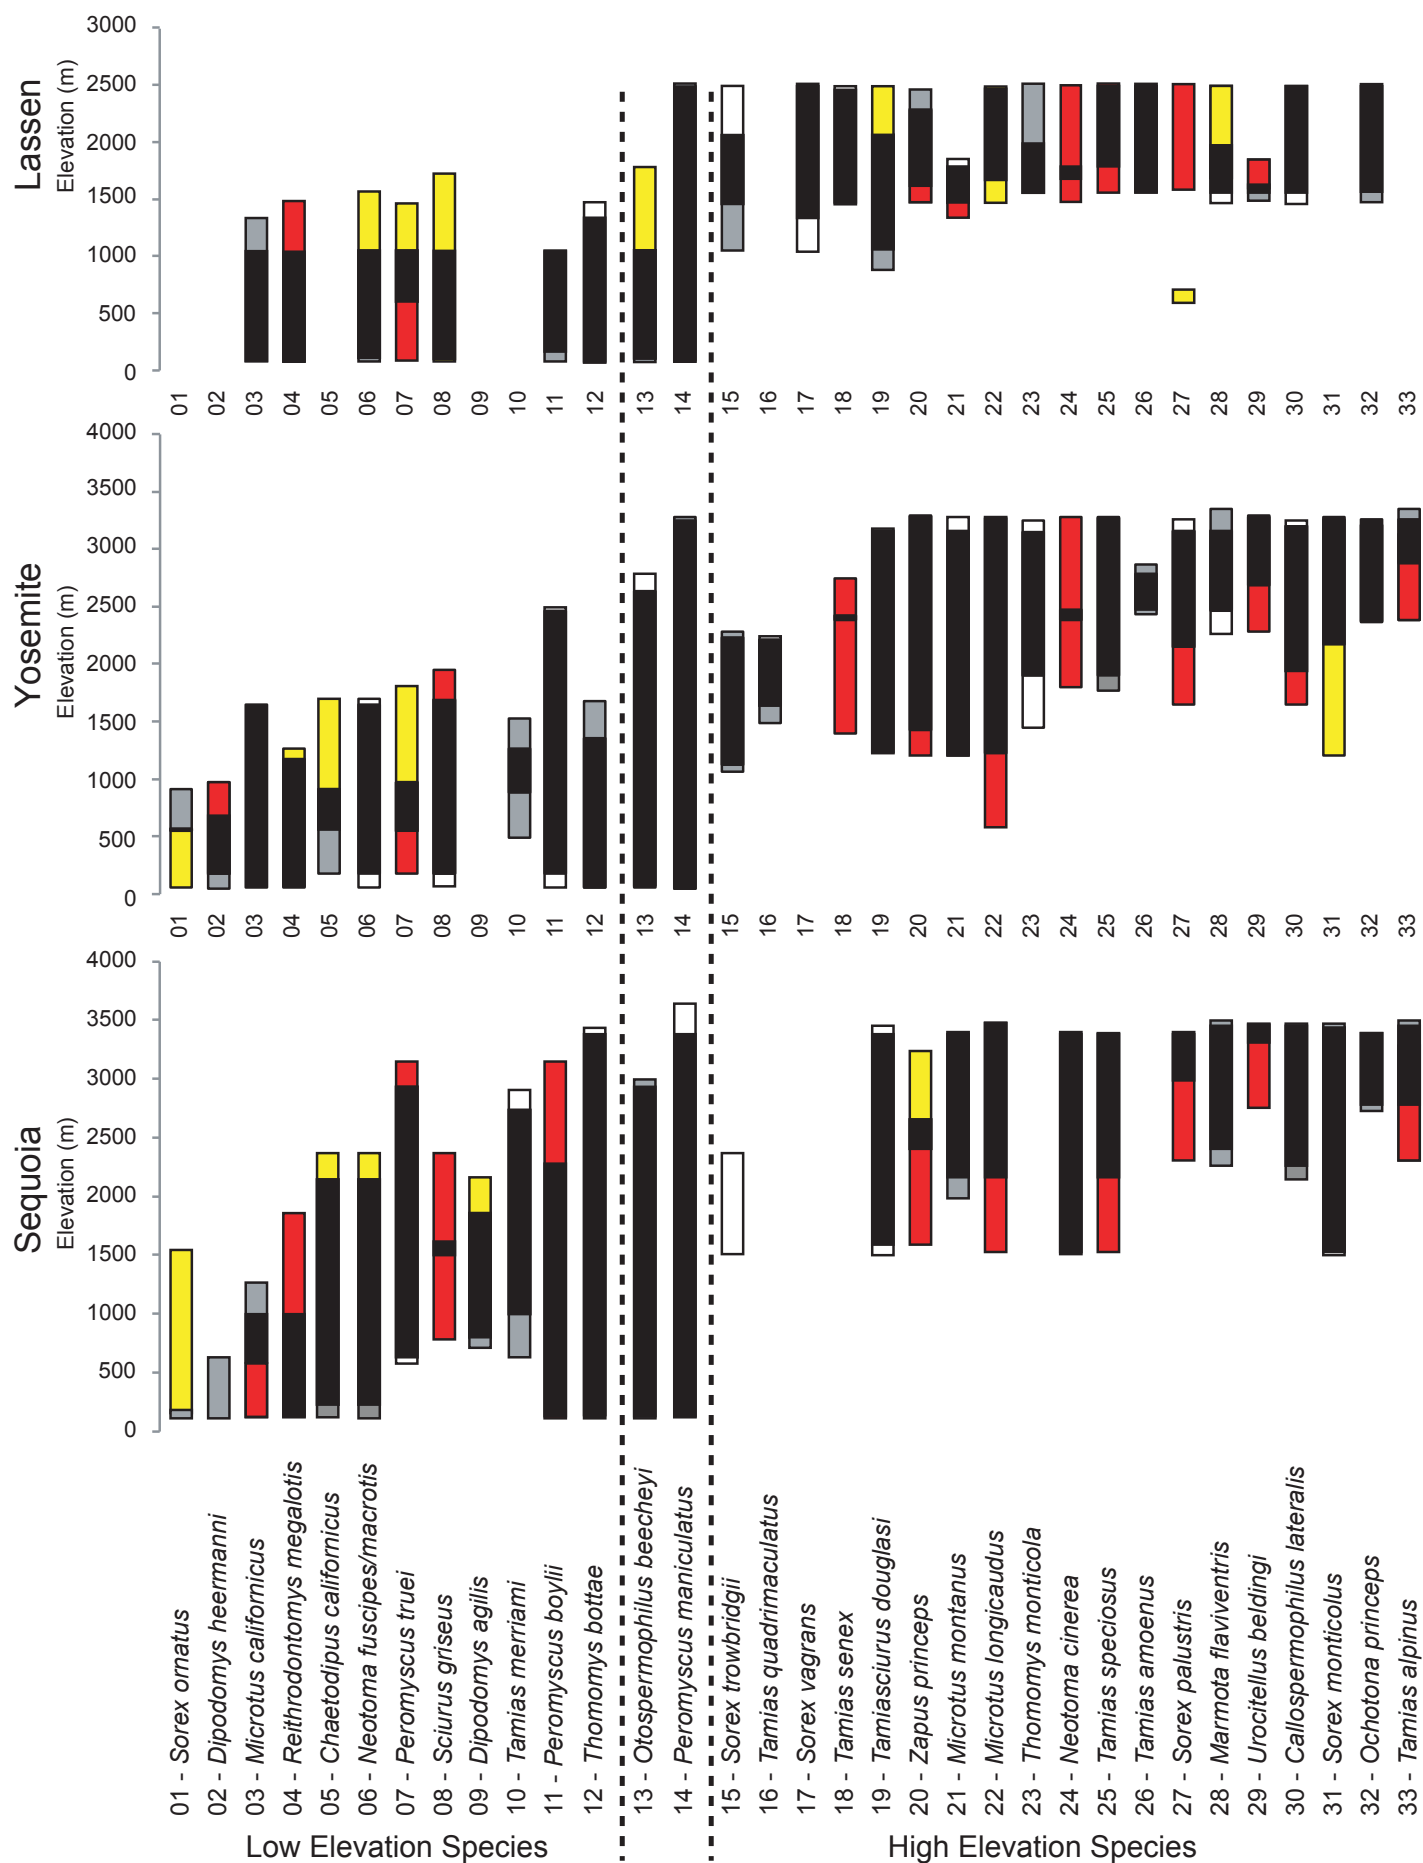 Lassen
Elevation (m)
3000
2500
2000
1500
1000
500
0
01 02 03 04 05 06 07 08 09 10 11 12 13 14 15 16 17 18 19 20 21 22 23 24 25 26 27 28 29 30 31 32 33
Yosemite
Elevation (m)
4000
3500
3000
2500
2000
1500
1000
500
0
01 02 03 04 05 06 07 08 09 10 11 12 13 14 15 16 17 18 19 20 21 22 23 24 25 26 27 28 29 30 31 32 33
Sequoia
Elevation (m)
4000
3500
3000
2500
2000
1500
1000
500
0
01 - Sorex ornatus
02 - Dipodomys heermanni
03 - Microtus californicus
04 - Reithrodontomys megalotis
05 - Chaetodipus californicus
06 - Neotoma fuscipes/macrotis
07 - Peromyscus truei
08 - Sciurus griseus
09 - Dipodomys agilis
10 - Tamias merriami
11 - Peromyscus boylii
12 - Thomomys bottae
13 - Otospermophilus beecheyi
14 - Peromyscus maniculatus
15 - Sorex trowbridgii
16 - Tamias quadrimaculatus
17 - Sorex vagrans
18 - Tamias senex
19 - Tamiasciurus douglasi
20 - Zapus princeps
21 - Microtus montanus
22 - Microtus longicaudus
23 - Thomomys monticola
24 - Neotoma cinerea
25 - Tamias speciosus
26 - Tamias amoenus
27 - Sorex palustris
28 - Marmota flaviventris
29 - Urocitellus beldingi
30 - Callospermophilus lateralis
31 - Sorex monticolus
32 - Ochotona princeps
33 - Tamias alpinus
Low Elevation Species
High Elevation Species